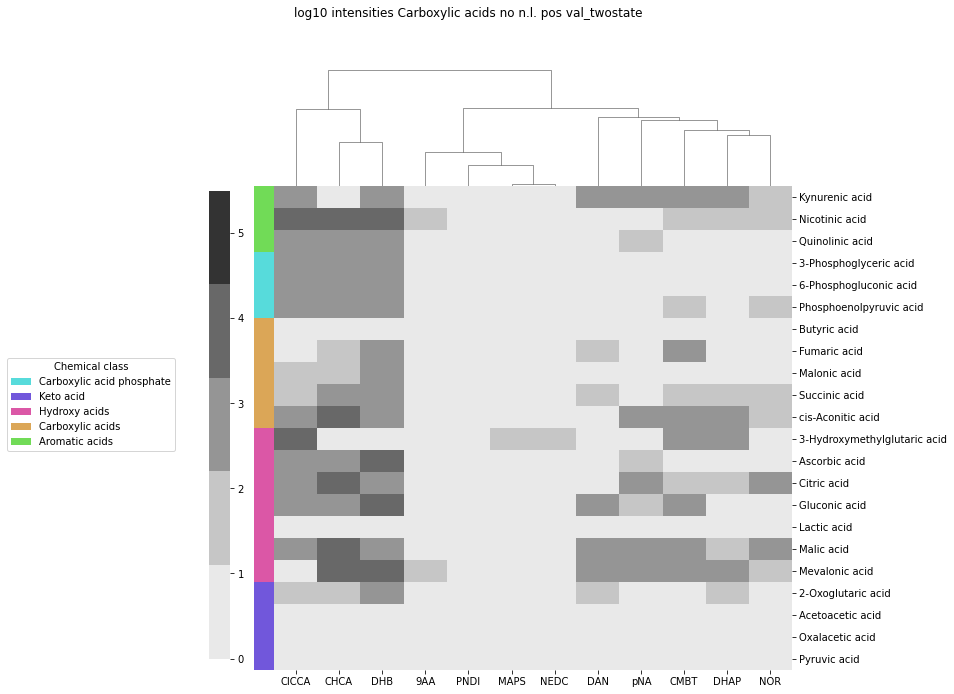 log10 intensities Carboxylic acids no n.l. pos val_twostate
5
4
3
2
1
0
Chemical class
Carboxylic acid phosphate
Keto acid
Hydroxy acids
Carboxylic acids
Aromatic acids
Kynurenic acid
Nicotinic acid
Quinolinic acid
3-Phosphoglyceric acid
6-Phosphogluconic acid
Phosphoenolpyruvic acid
Butyric acid
Fumaric acid
Malonic acid
Succinic acid
cis-Aconitic acid
3-Hydroxymethylglutaric acid
Ascorbic acid
Citric acid
Gluconic acid
Lactic acid
Malic acid
Mevalonic acid
2-Oxoglutaric acid
Acetoacetic acid
Oxalacetic acid
Pyruvic acid
ClCCA CHCA DHB 9AA PNDI MAPS NEDC DAN pNA CMBT DHAP NOR